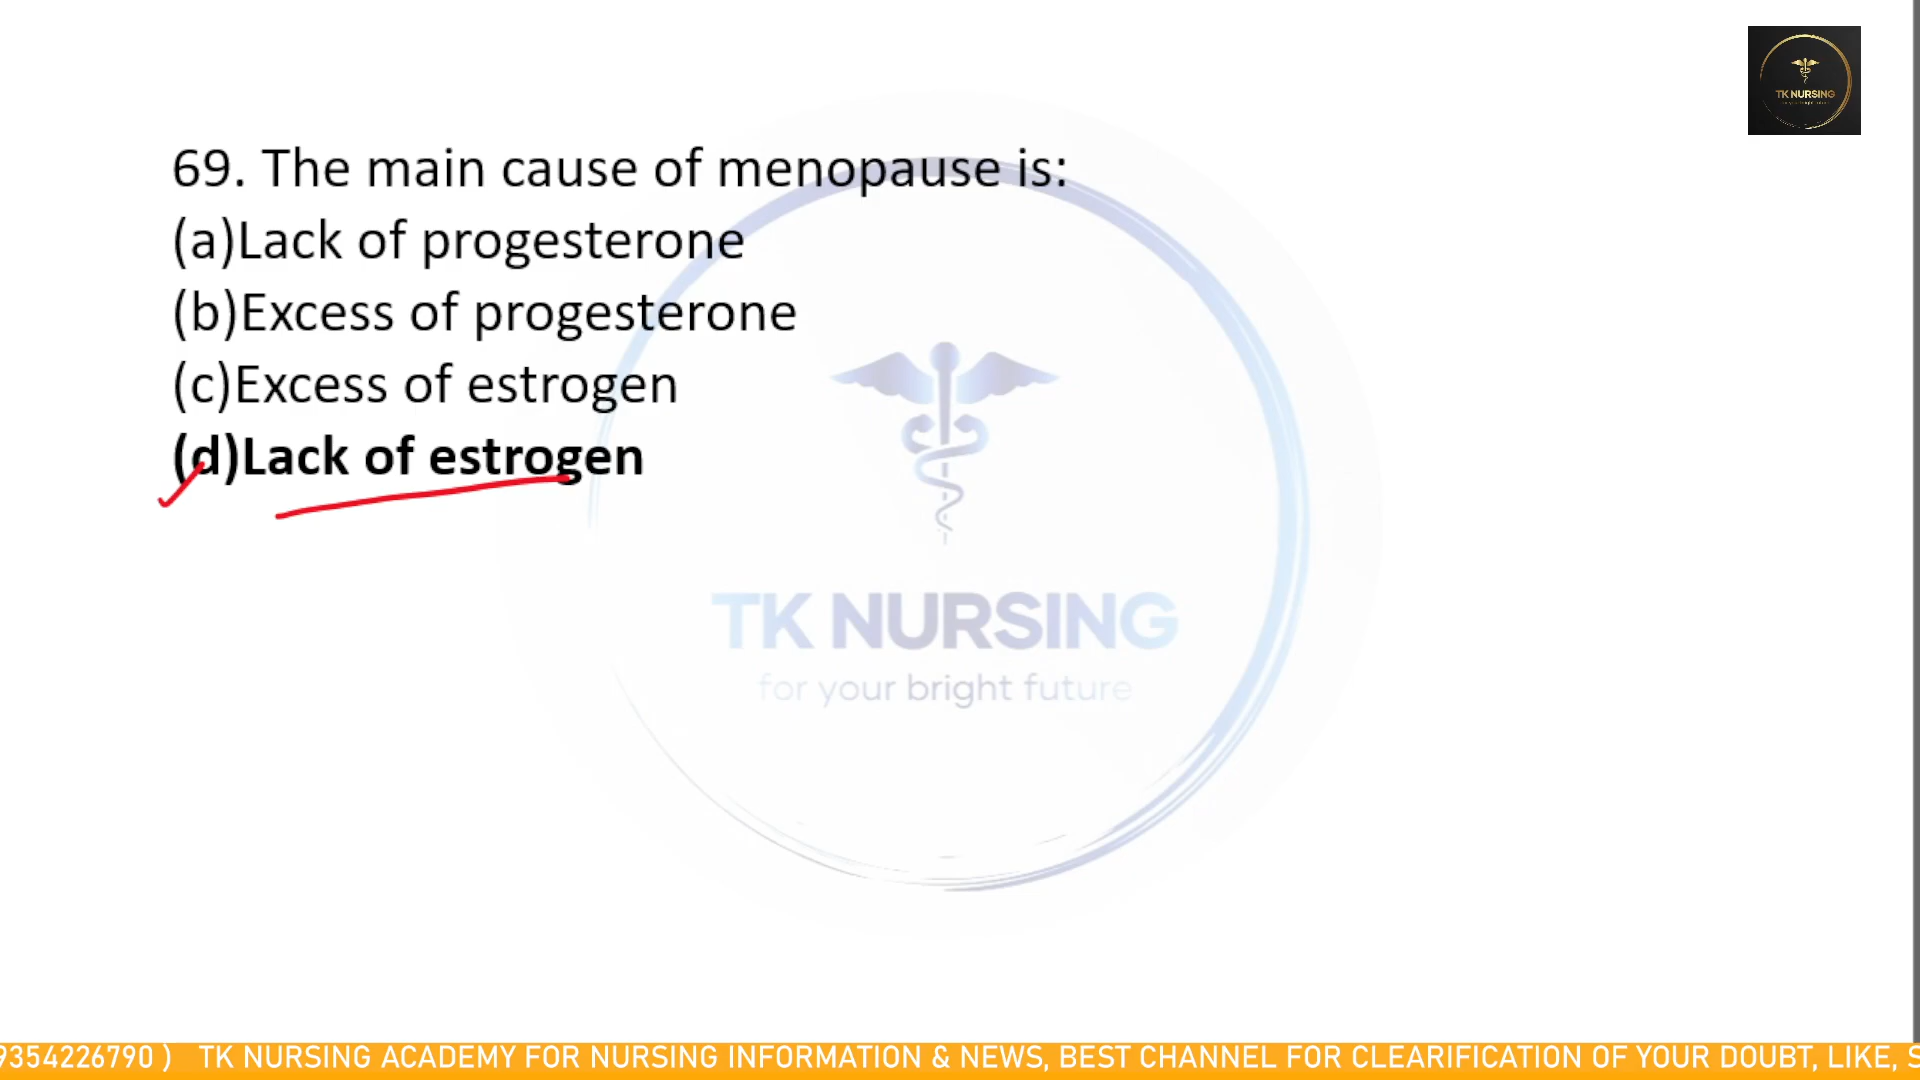 TK NURSING
69. The main cause of menopause is:
(a)Lack of progesterone
(b)Excess of progesterone
(c)Excess of estrogen
(d)Lack of estrogen
TK NURSING
for your bright future
9354226790 ) TK NURSING ACADEMY FOR NURSING INFORMATION & NEWS, BEST CHANNEL FOR CLEARIFICATION OF YOUR DOUBT, LIKE, S